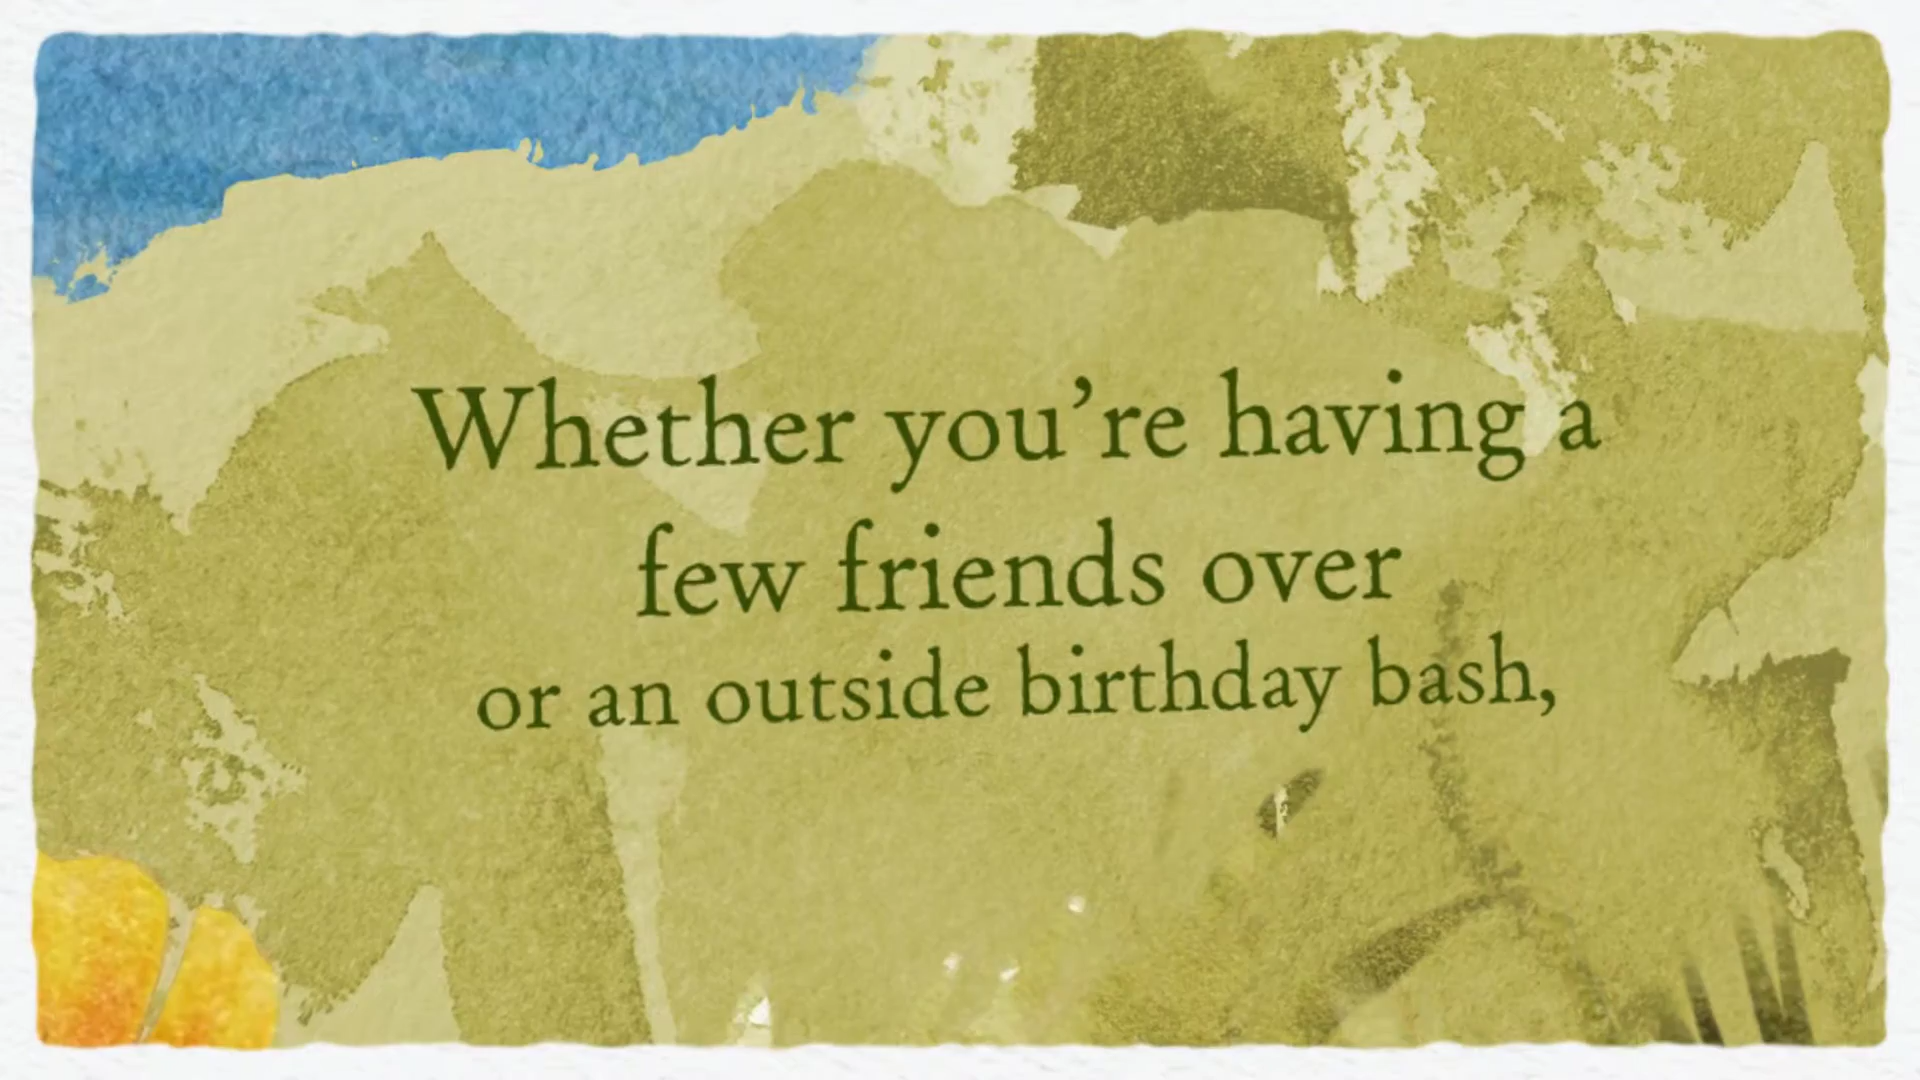 Whether you’re having a
few friends over
or an outside birthday bash,